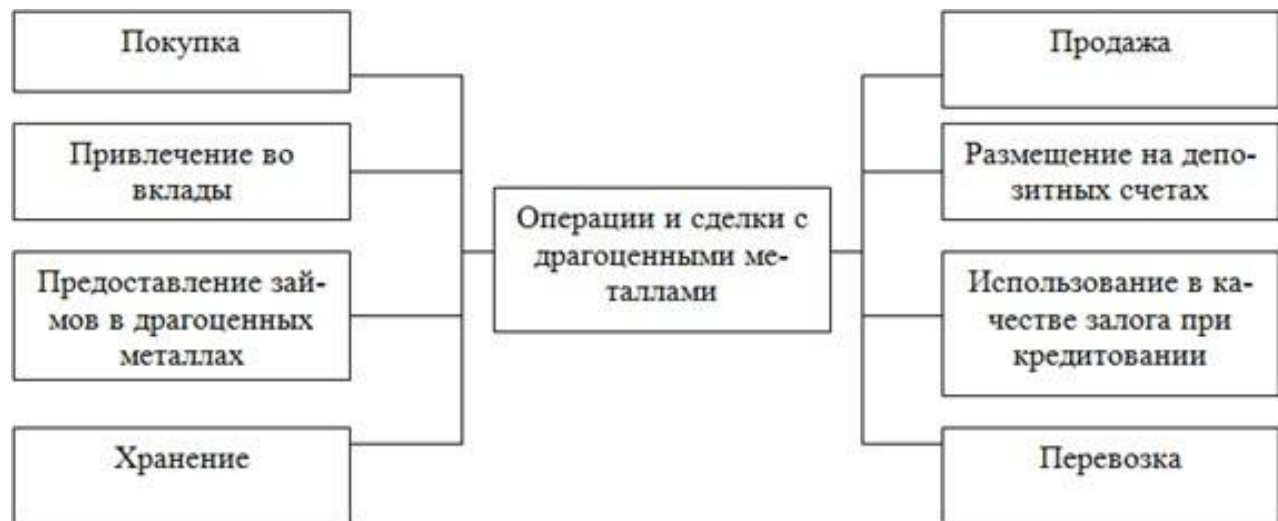 Покупка
Привлечение во
вклады
Предоставление зай-
мов в драгоценных
металлах
Хранение
Операции и сделки с
драгоценными ме-
таллами
Продажа
Размещение на депо-
зитных счетах
Использование в ка-
честве залога при
кредитовании
Перевозка